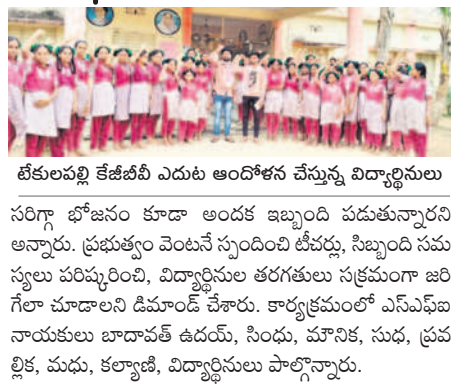 టేకులపల్లి కేజీబీవీ ఎదుట ఆందోళన చేస్తున్న విద్యార్థినులు
సరిగ్గా భోజనం కూడా అందక ఇబ్బంది పడుతున్నారని
అన్నారు. ప్రభుత్వం వెంటనే స్పందించి టీచర్లు, సిబ్బంది సమ
స్యలు పరిష్కరించి, విద్యార్థినుల తరగతులు సక్రమంగా జరి
గేలా చూడాలని డిమాండ్ చేశారు. కార్యక్రమంలో ఎస్ఎఫ్ఐ
నాయకులు బాదావత్ ఉదయ్, సింధు, మౌనిక, సుధ, ప్రవ
ల్లిక, మధు, కల్యాణి, విద్యార్థినులు పాల్గొన్నారు.